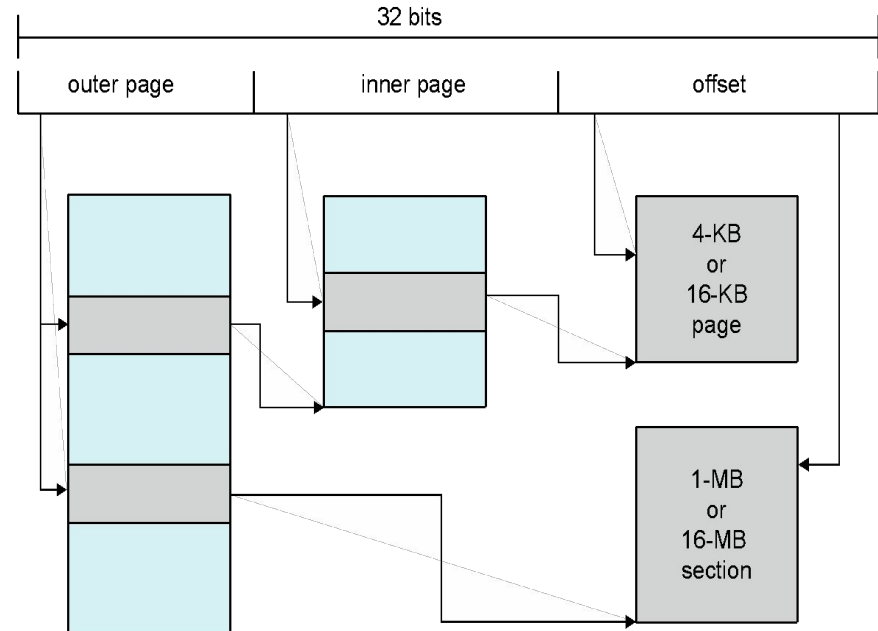 32 bits
outer page
inner page
offset
4-KB
or
16-KB
page
1-MB
or
16-MB
section